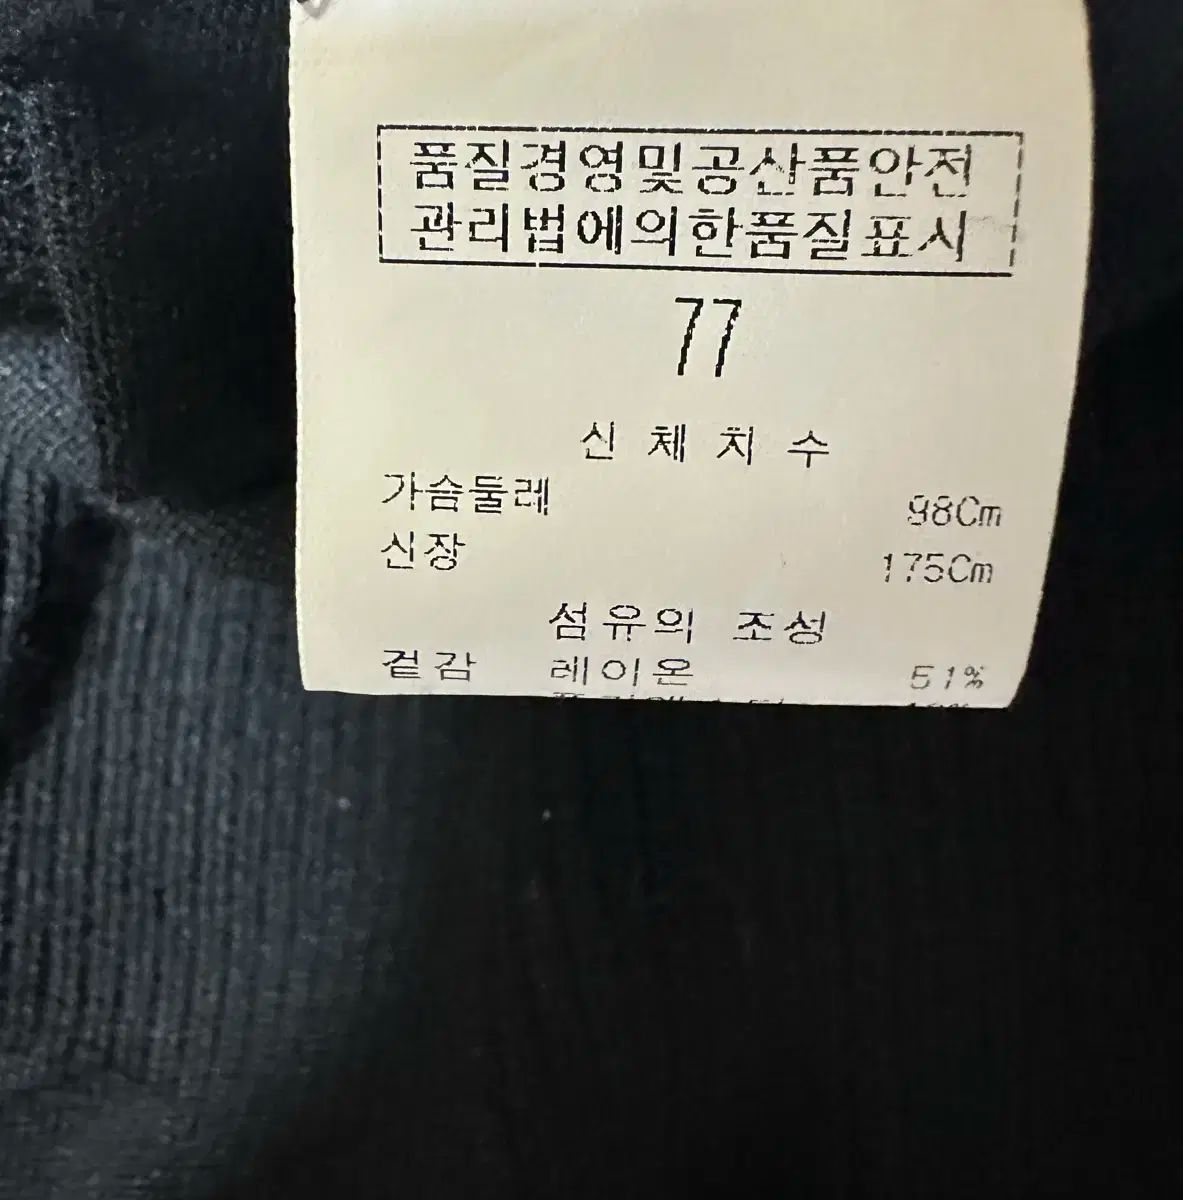 품질경영및공산품안전
관리법에의한품질표시
77
신체치수
가슴둘레 98Cm
신장 175Cm
섬유의 조성
겉감 레이온 51%